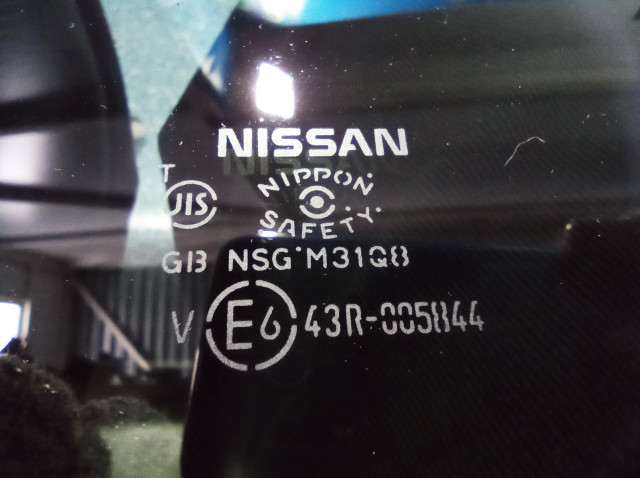 NISSAN
T
JIS
NIPPON
SAFETY
GB NSG M31Q8
V E6 43R-005844